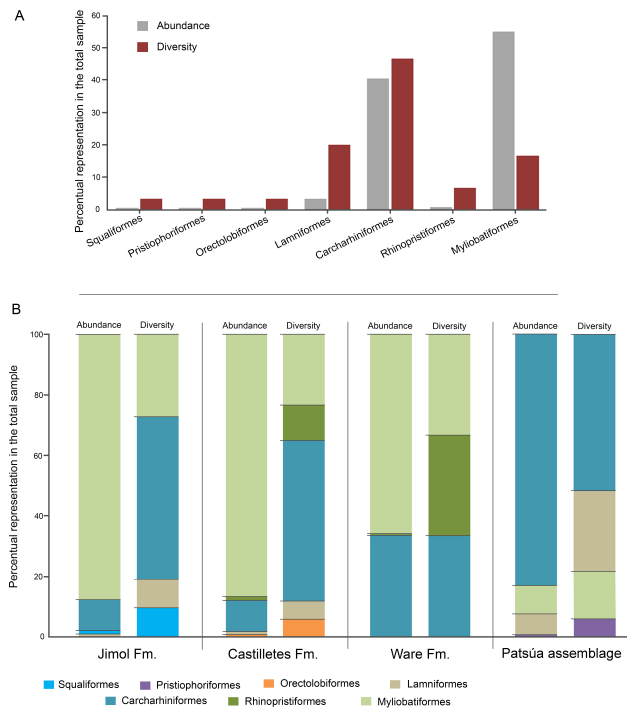 A
Percentual representation in the total sample
60
50
40
30
20
10
0
Abundance
Diversity
Squaliformes
Pristiophoriformes
Orectolobiformes
Lamniformes
Carcharhiniformes
Rhinopristiformes
Myliobatiformes
B
Percentual representation in the total sample
Abundance Diversity Abundance Diversity Abundance Diversity Abundance Diversity
100
80
60
40
20
0
Jimol Fm. Castilletes Fm. Ware Fm. Patsúa assemblage
Squaliformes Pristiophoriformes Orectolobiformes Lamniformes
Carcharhiniformes Rhinopristiformes Myliobatiformes